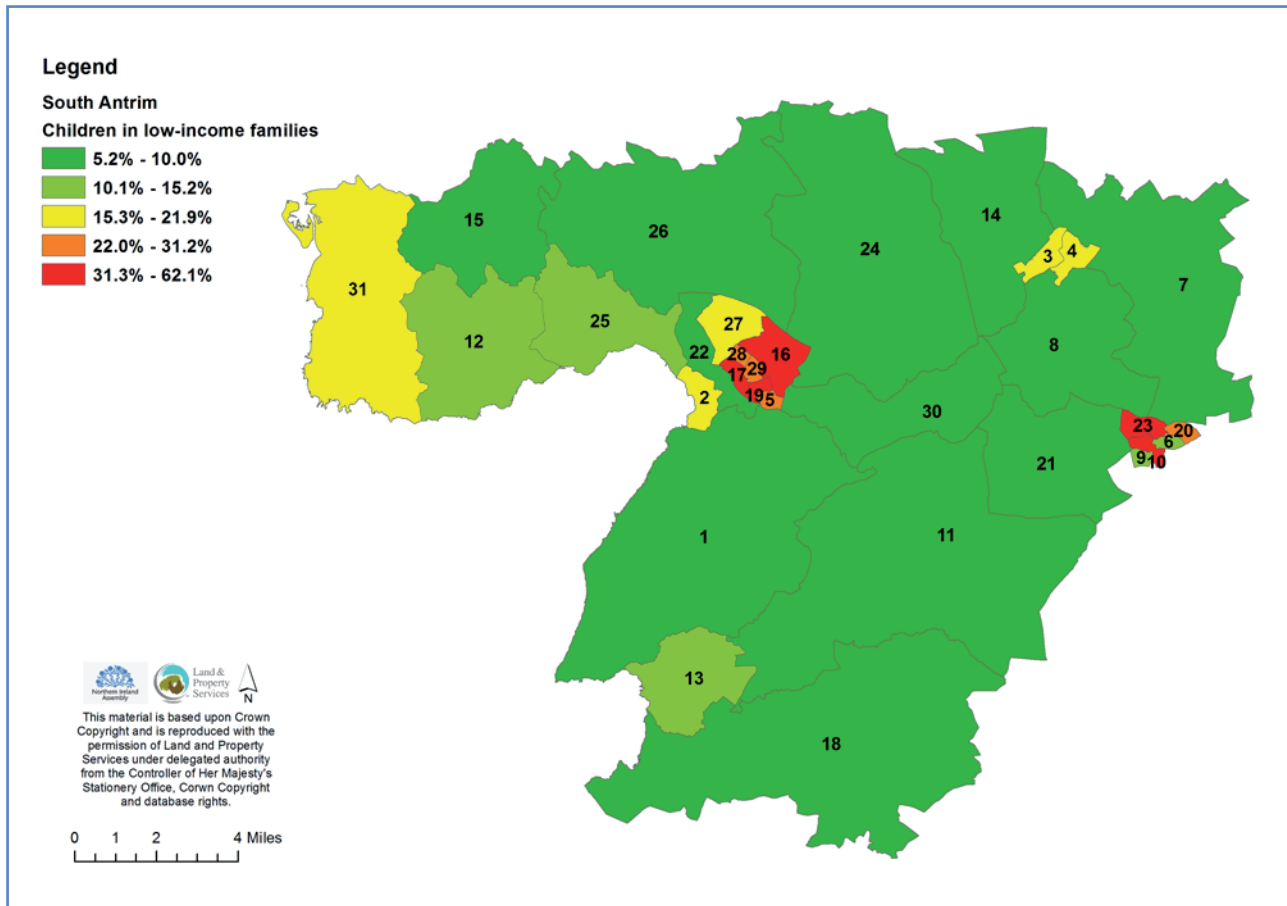 Legend
South Antrim
Children in low-income families
5.2% - 10.0%
10.1% - 15.2%
15.3% - 21.9%
22.0% - 31.2%
31.3% - 62.1%
14
15
26
24
3
4
7
31
27
25
12
22
28
16
8
29
17
2
19
5
30
23
20
6
9
10
21
1
11
13
18
Northern Ireland
Assembly
Land &
Property
Services
N
This material is based upon Crown
Copyright and is reproduced with the
permission of Land and Property
Services under delegated authority
from the Controller of Her Majesty's
Stationery Office, Corwn Copyright
and database rights.
0 1 2 4 Miles